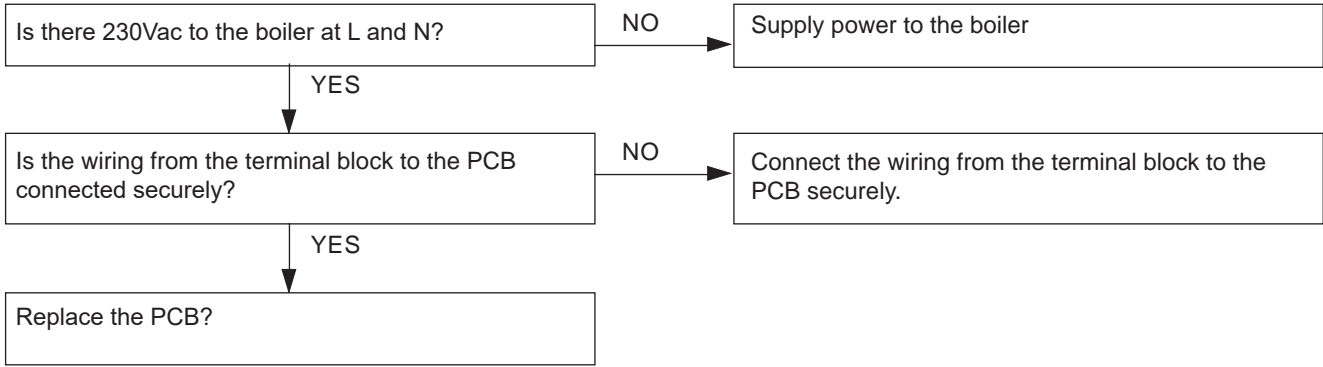 Is there 230Vac to the boiler at L and N?
NO
Supply power to the boiler
YES
Is the wiring from the terminal block to the PCB
connected securely?
NO
Connect the wiring from the terminal block to the
PCB securely.
YES
Replace the PCB?